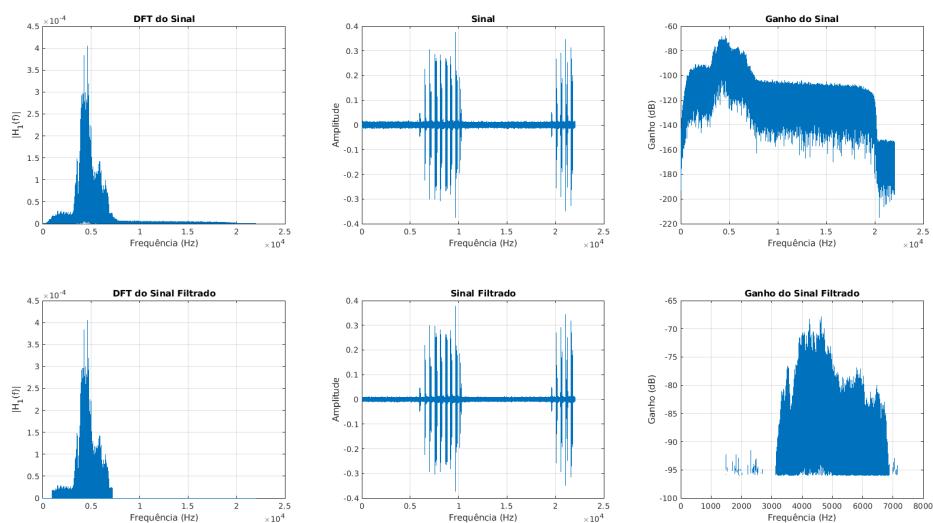 DFT do Sinal
4.5
×10⁻⁴
4
3.5
3
2.5
2
1.5
1
0.5
0
|H₁(f)|
0 0.5 1 1.5 2 2.5
×10⁴
Frequência (Hz)
Sinal
0.4
0.3
0.2
0.1
0
-0.1
-0.2
-0.3
-0.4
Amplitude
0 0.5 1 1.5 2 2.5
×10⁴
Frequência (Hz)
Ganho do Sinal
-60
-80
-100
-120
-140
-160
-180
-200
-220
Ganho (dB)
0 0.5 1 1.5 2 2.5
×10⁴
Frequência (Hz)
DFT do Sinal Filtrado
4.5
×10⁻⁴
4
3.5
3
2.5
2
1.5
1
0.5
0
|H₁(f)|
0 0.5 1 1.5 2 2.5
×10⁴
Frequência (Hz)
Sinal Filtrado
0.4
0.3
0.2
0.1
0
-0.1
-0.2
-0.3
-0.4
Amplitude
0 0.5 1 1.5 2 2.5
×10⁴
Frequência (Hz)
Ganho do Sinal Filtrado
-65
-70
-75
-80
-85
-90
-95
-100
Ganho (dB)
0 1000 2000 3000 4000 5000 6000 7000 8000
Frequência (Hz)